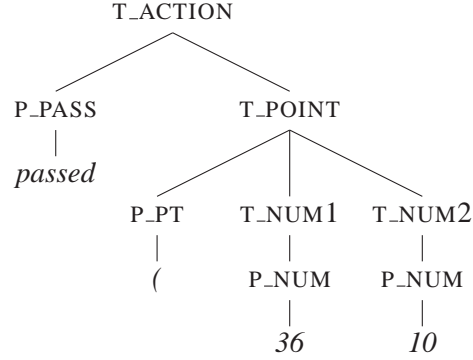 T_ACTION
P_PASS T_POINT
passed
P_PT T_NUM1 T_NUM2
( P_NUM P_NUM
36 10